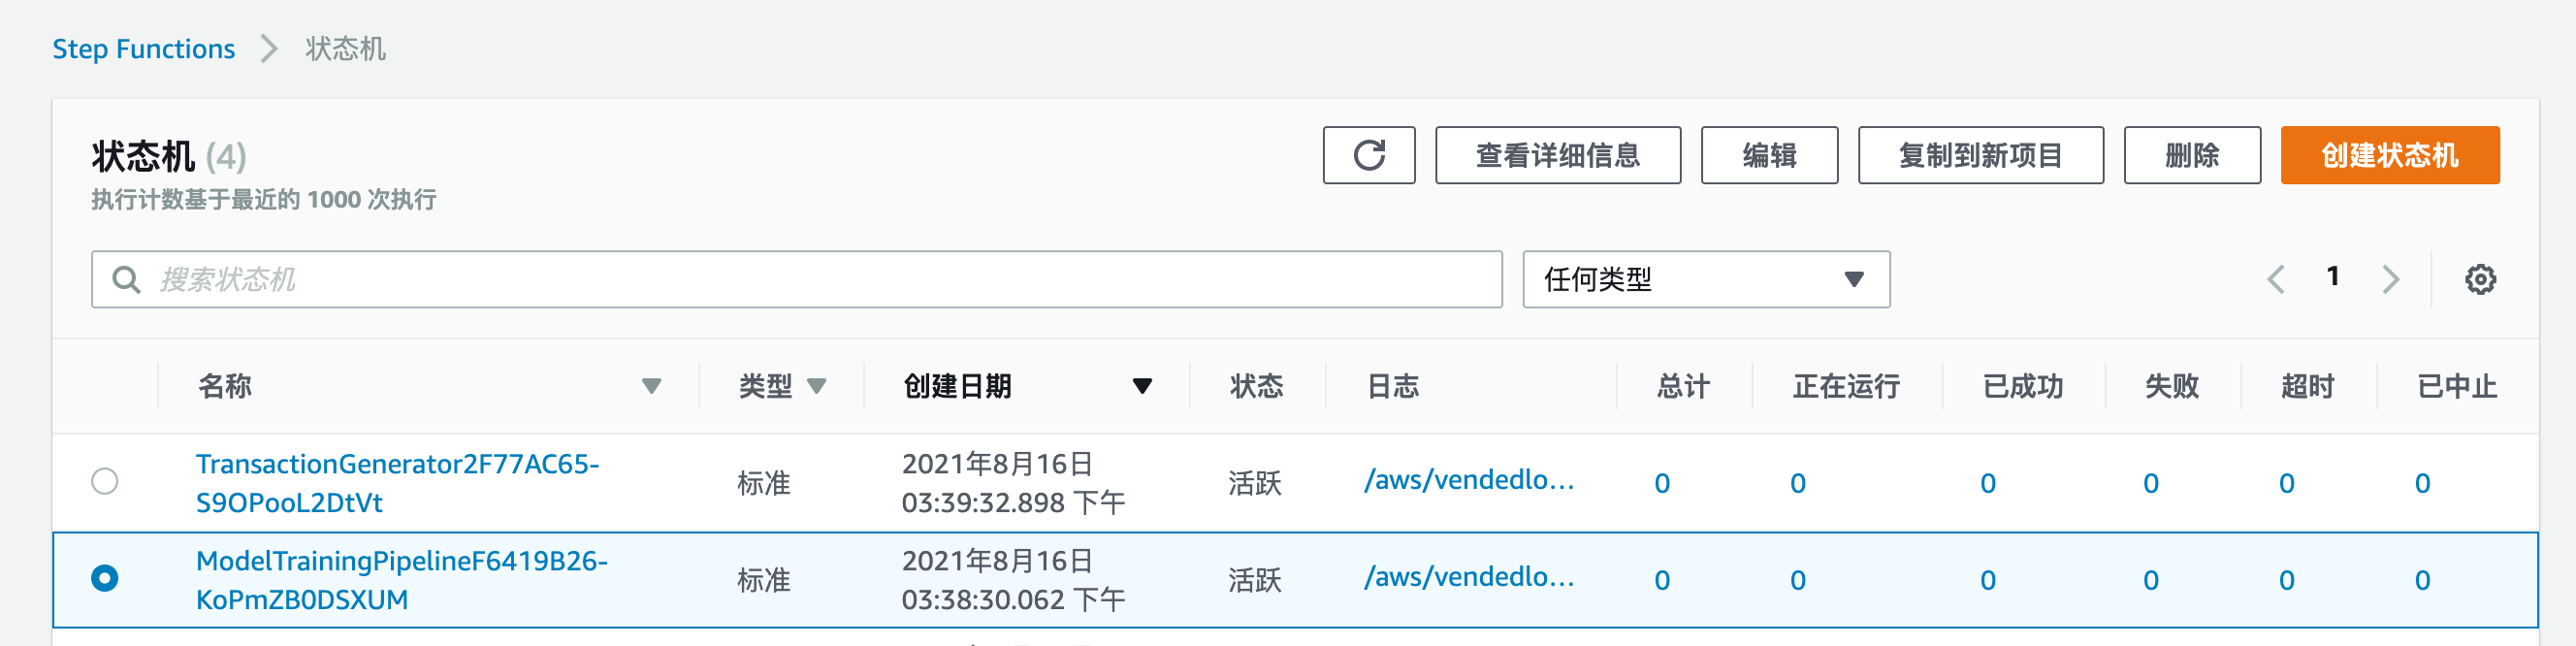 Step Functions 状态机
状态机 (4) 查看详细信息 编辑 复制到新项目 删除 创建状态机
执行计数基于最近的 1000 次执行
搜索状态机 任何类型 1
名称 类型 创建日期 状态 日志 总计 正在运行 已成功 失败 超时 已中止
TransactionGenerator2F77AC65-
S9OPooL2DtVt
标准
2021年8月16日
03:39:32.898 下午
活跃 /aws/vendedlo... 0 0 0 0 0 0
ModelTrainingPipelineF6419B26-
KoPmZB0DSXUM
标准
2021年8月16日
03:38:30.062 下午
活跃 /aws/vendedlo... 0 0 0 0 0 0